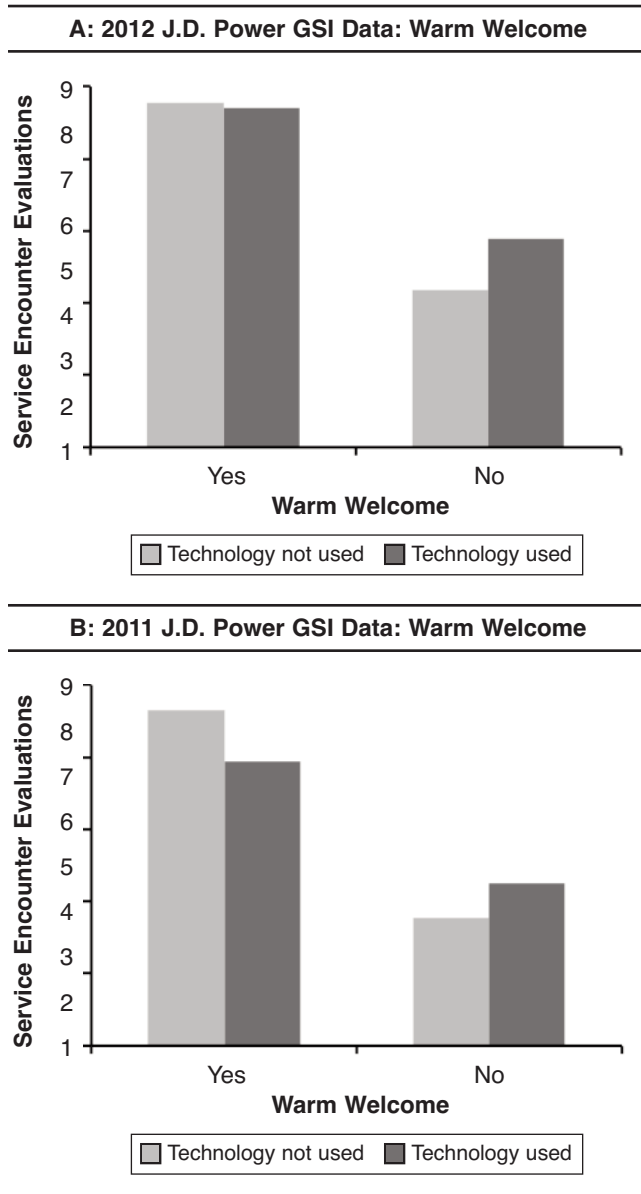 A: 2012 J.D. Power GSI Data: Warm Welcome
Service Encounter Evaluations
9
8
7
6
5
4
3
2
1
Yes No
Warm Welcome
Technology not used Technology used
B: 2011 J.D. Power GSI Data: Warm Welcome
Service Encounter Evaluations
9
8
7
6
5
4
3
2
1
Yes No
Warm Welcome
Technology not used Technology used